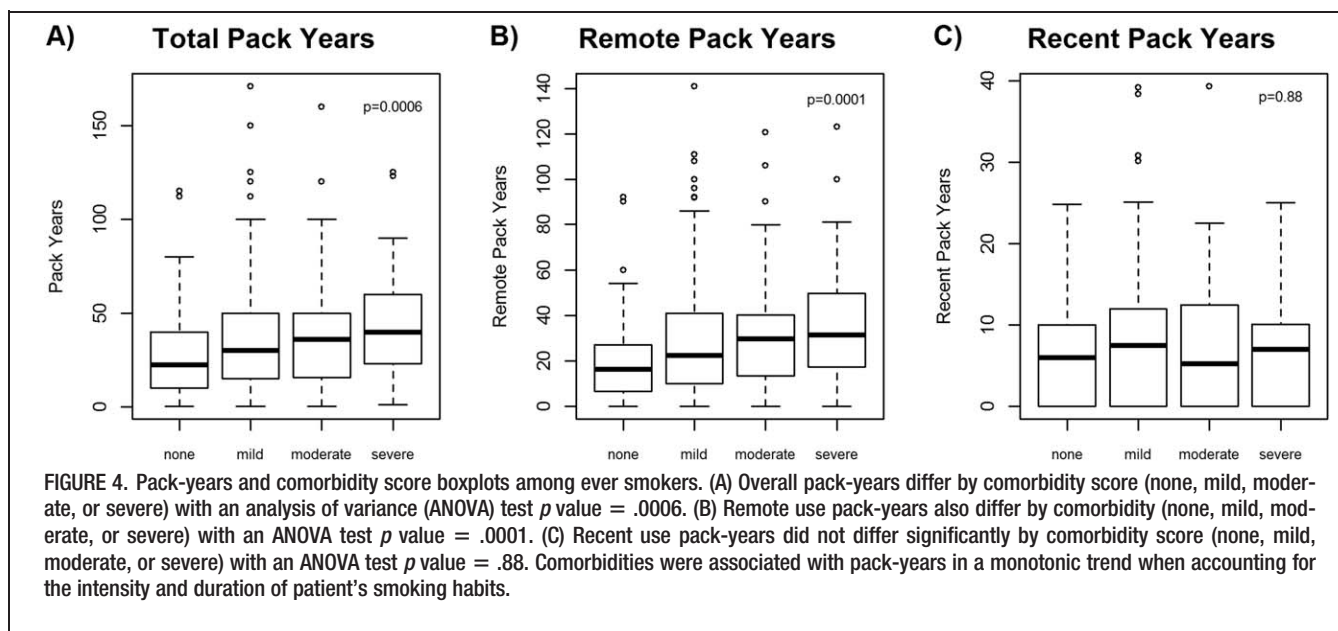 A) Total Pack Years
p=0.0006
Pack Years
150
100
50
0
none mild moderate severe
B) Remote Pack Years
p=0.0001
Remote Pack Years
140
120
100
80
60
40
20
0
none mild moderate severe
C) Recent Pack Years
p=0.88
Recent Pack Years
40
30
20
10
0
none mild moderate severe
FIGURE 4. Pack-years and comorbidity score boxplots among ever smokers. (A) Overall pack-years differ by comorbidity score (none, mild, moder-
ate, or severe) with an analysis of variance (ANOVA) test p value = .0006. (B) Remote use pack-years also differ by comorbidity (none, mild, mod-
erate, or severe) with an ANOVA test p value = .0001. (C) Recent use pack-years did not differ significantly by comorbidity score (none, mild,
moderate, or severe) with an ANOVA test p value = .88. Comorbidities were associated with pack-years in a monotonic trend when accounting for
the intensity and duration of patient's smoking habits.